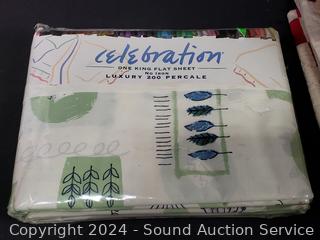 celebration
ONE KING FLAT SHEET
NO IRON
LUXURY 200 PERCALE
Copyright 2024 - Sound Auction Service